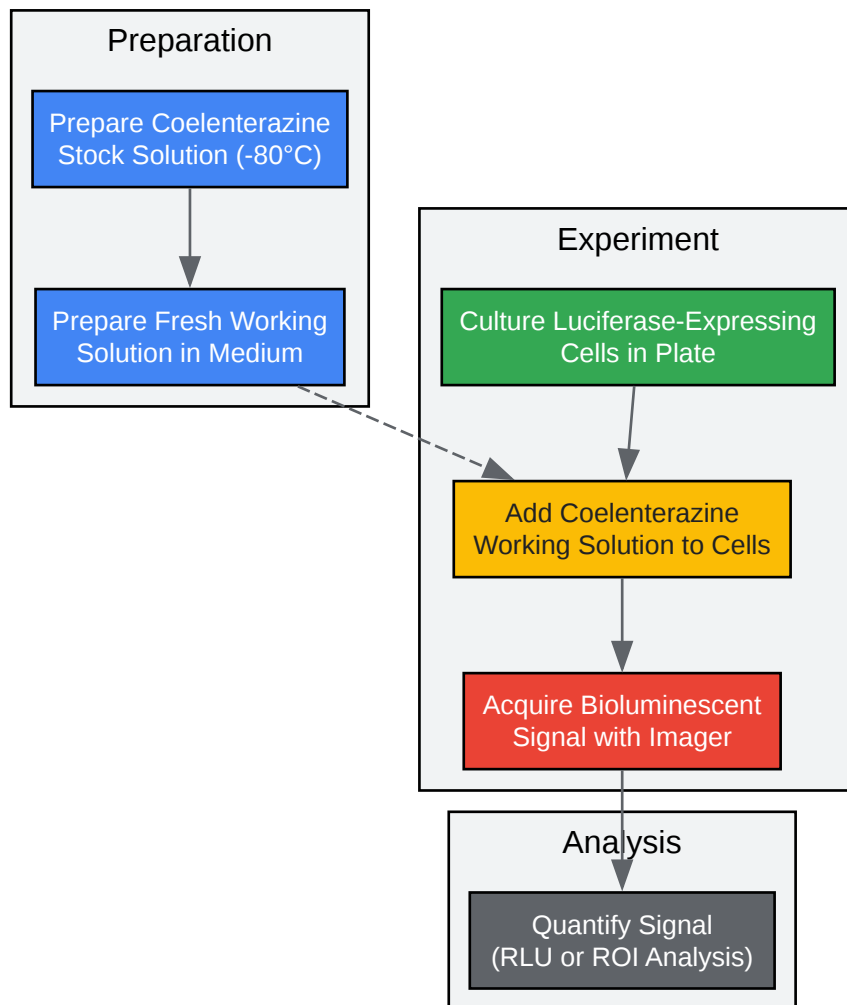 Preparation
Prepare Coelenterazine
Stock Solution (-80°C)
Prepare Fresh Working
Solution in Medium
Experiment
Culture Luciferase-Expressing
Cells in Plate
Add Coelenterazine
Working Solution to Cells
Acquire Bioluminescent
Signal with Imager
Analysis
Quantify Signal
(RLU or ROI Analysis)